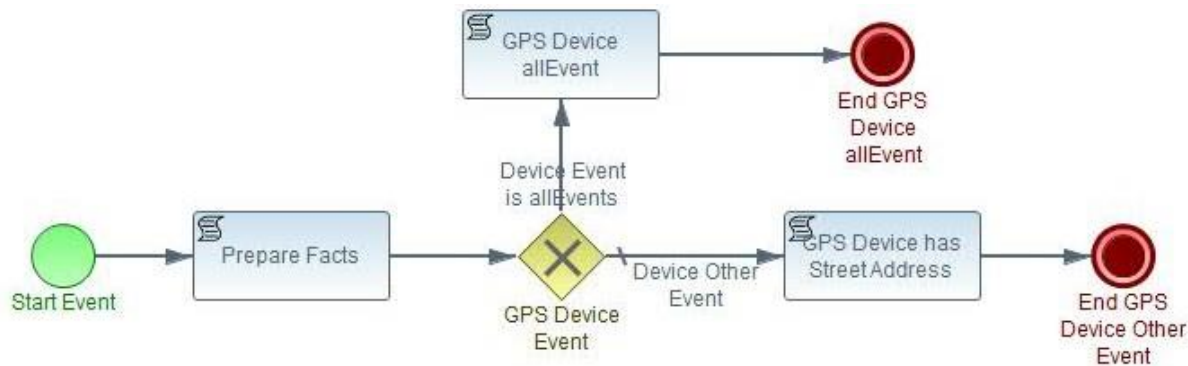 GPS Device
allEvent
End GPS
Device
allEvent
Device Event
is allEvents
Start Event
Prepare Facts
GPS Device
Event
Device Other
Event
GPS Device has
Street Address
End GPS
Device Other
Event